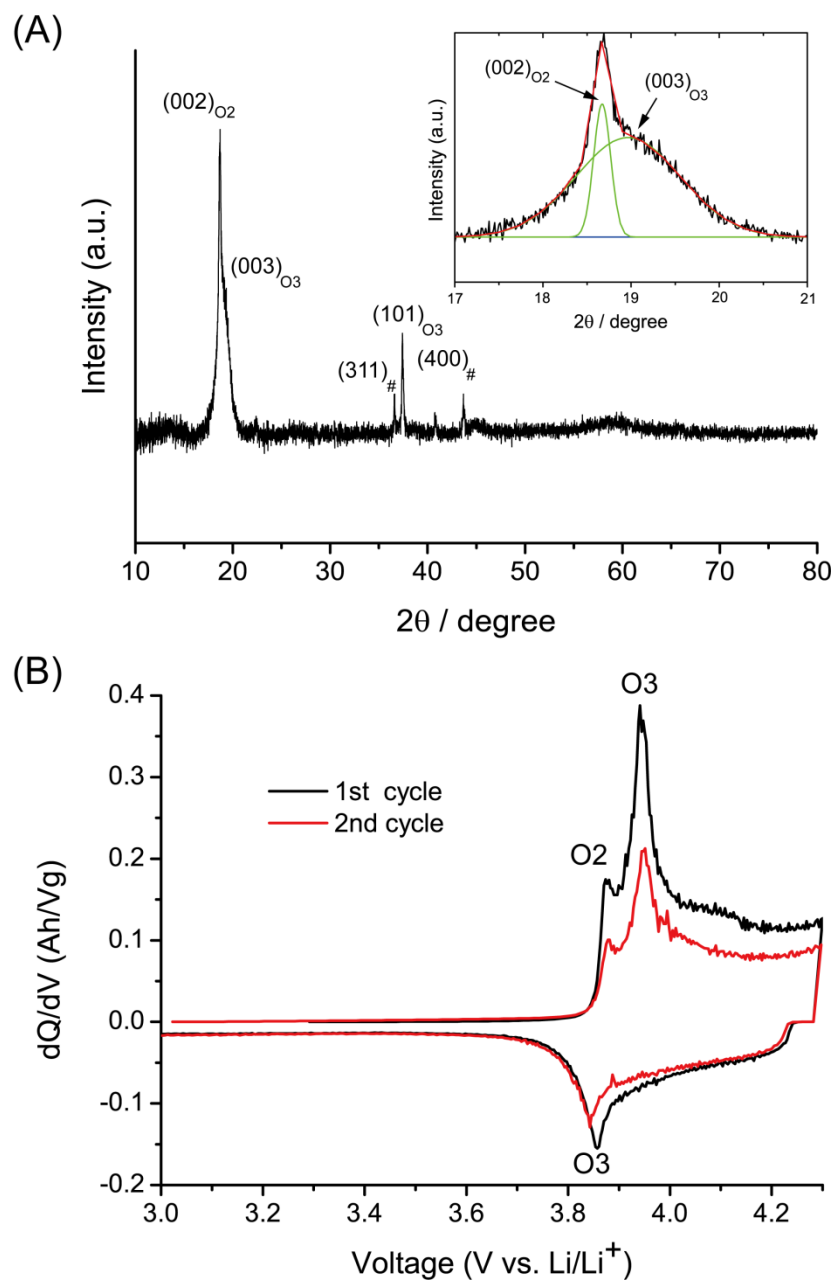 (A)
Intensity (a.u.)
(002)O2
(003)O3
(311)#
(101)O3
(400)#
10 20 30 40 50 60 70 80
2θ / degree
Intensity (a.u.)
(002)O2
(003)O3
17 18 19 20 21
2θ / degree
(B)
dQ/dV (Ah/Vg)
0.4
0.3
0.2
0.1
0.0
-0.1
-0.2
1st cycle
2nd cycle
O2
O3
O3
3.0 3.2 3.4 3.6 3.8 4.0 4.2
Voltage (V vs. Li/Li+)